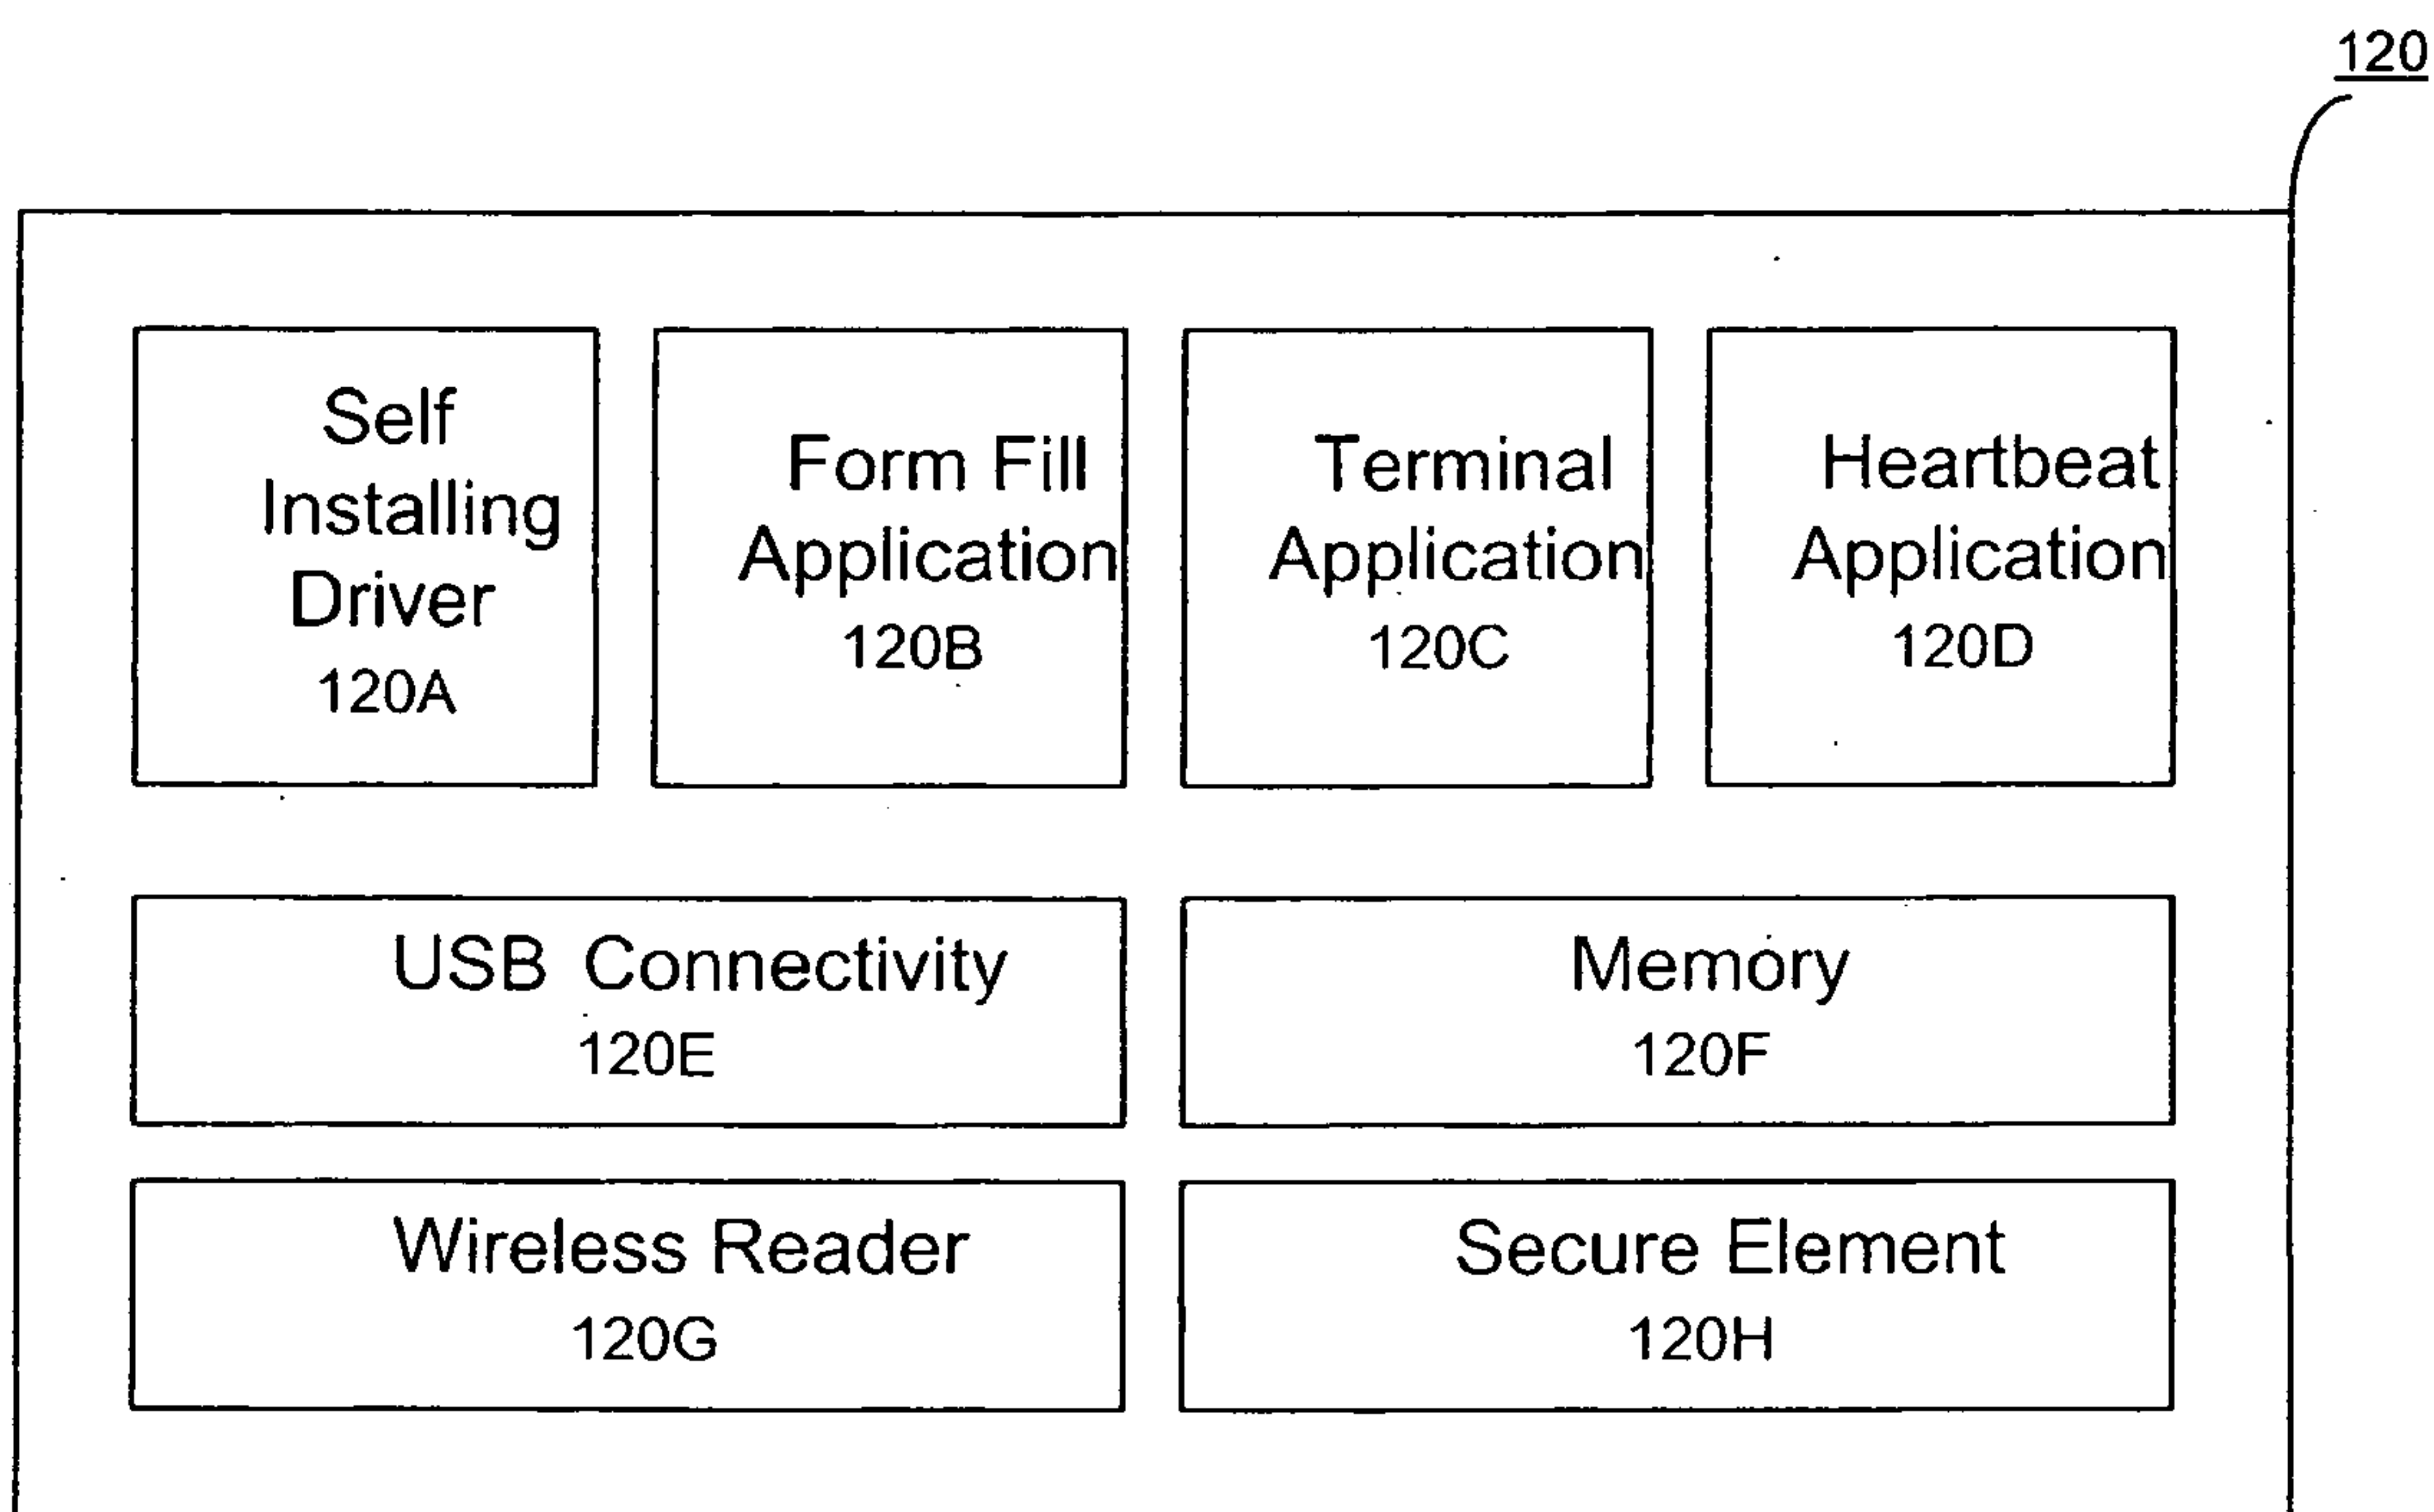 120
Self
Installing
Driver
120A
Form Fill
Application
120B
Terminal
Application
120C
Heartbeat
Application
120D
USB Connectivity
120E
Memory
120F
Wireless Reader
120G
Secure Element
120H